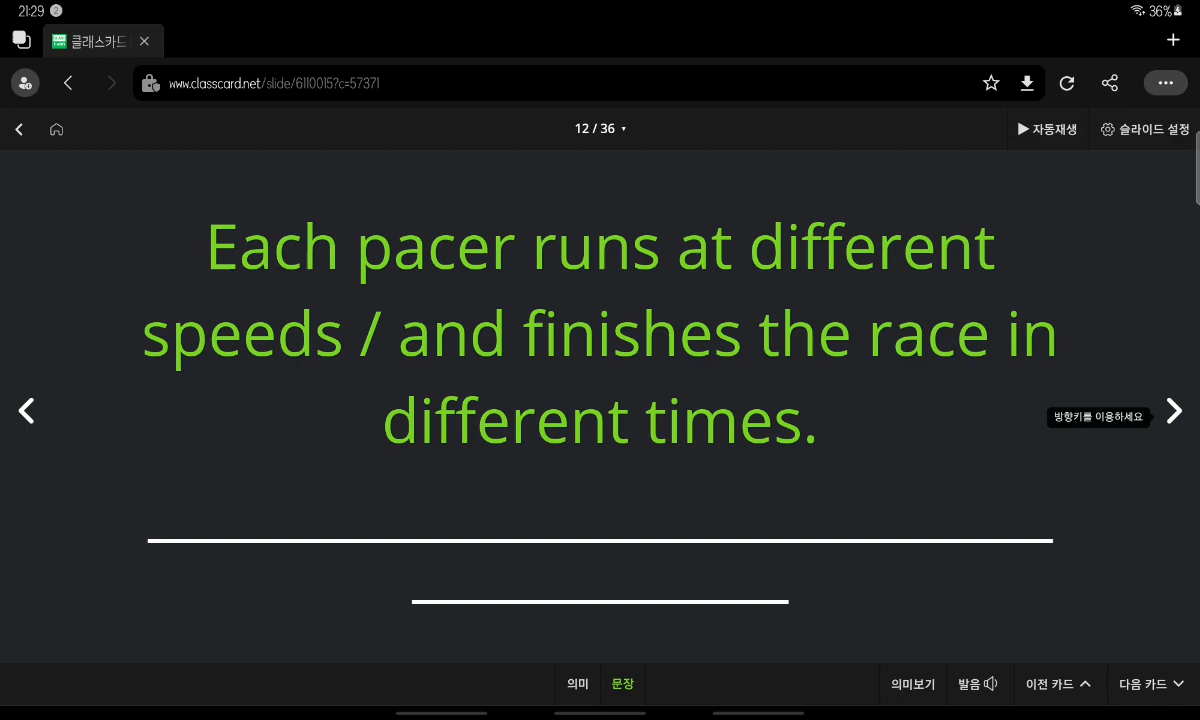 21:29 2 36%
클래스카드
www.classcard.net/slide/6110015?c=57371
12 / 36 자동재생 슬라이드 설정
Each pacer runs at different
speeds / and finishes the race in
different times.
방향키를 이용하세요
의미 문장 의미보기 발음 이전 카드 다음 카드